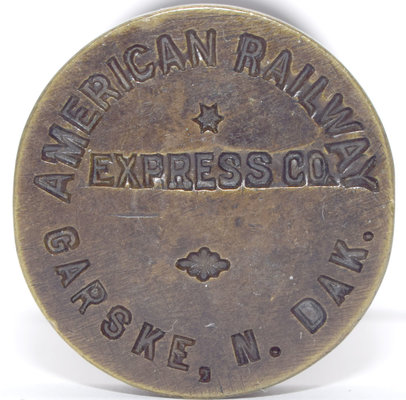 AMERICAN RAILWAY
EXPRESS CO.
GARSKE, N. DAK.